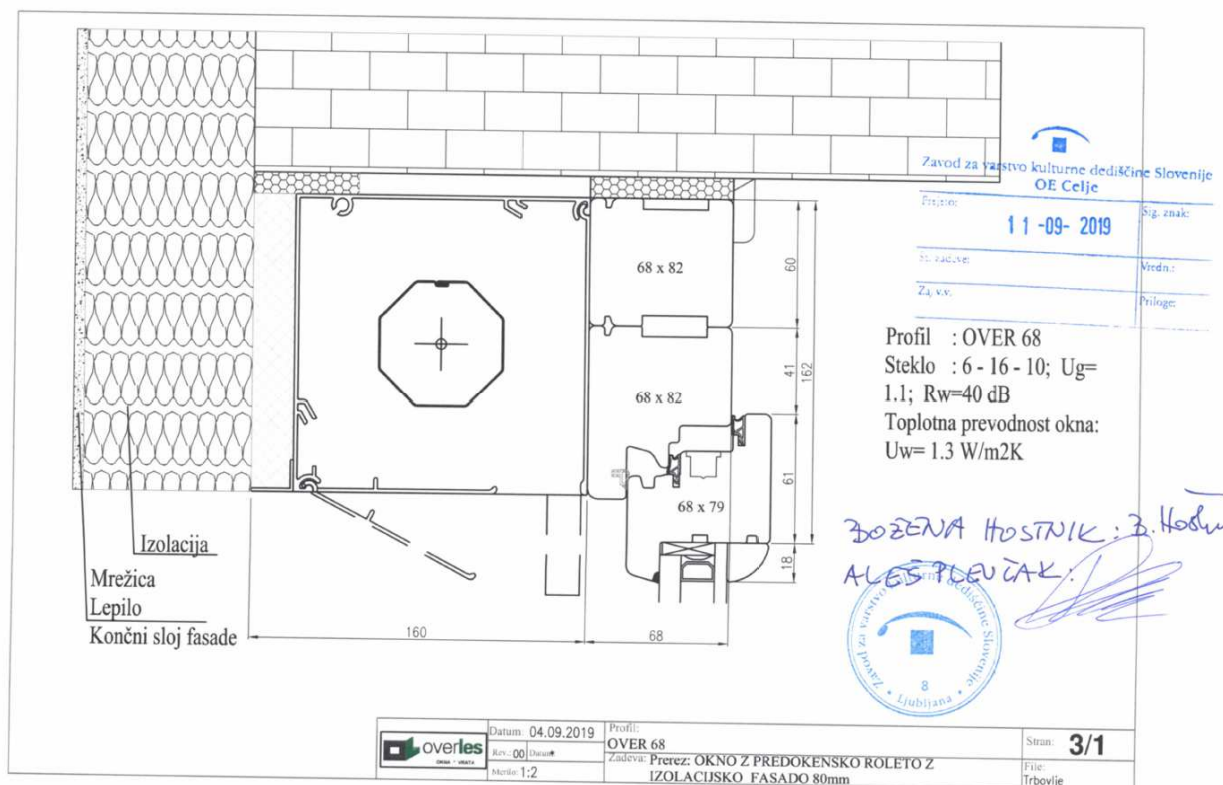 Zavod za varstvo kulturne dediščine Slovenije
OE Celje
Prejeto:
Sig. znak:
11 -09- 2019
Vredn.:
Priloge:
68 x 82
60
68 x 82
41
162
68 x 79
61
18
160
68
Profil : OVER 68
Steklo : 6 - 16 - 10; Ug=
1.1; Rw=40 dB
Toplotna prevodnost okna:
Uw= 1.3 W/m2K
BOŽENA HOSTNIK:
ALEŠ PLEVČAK:
Zavod za varstvo kulturne dediščine Slovenije
8
Ljubljana
Izolacija
Mrežica
Lepilo
Končni sloj fasade
overles
OKNA - VRATA
Datum: 04.09.2019
Rev.: 00 Datum:
Merilo: 1:2
Profil:
OVER 68
Zadeva: Prerez: OKNO Z PREDOKENSKO ROLETO Z
IZOLACIJSKO FASADO 80mm
Stran: 3/1
File:
Trbovlje